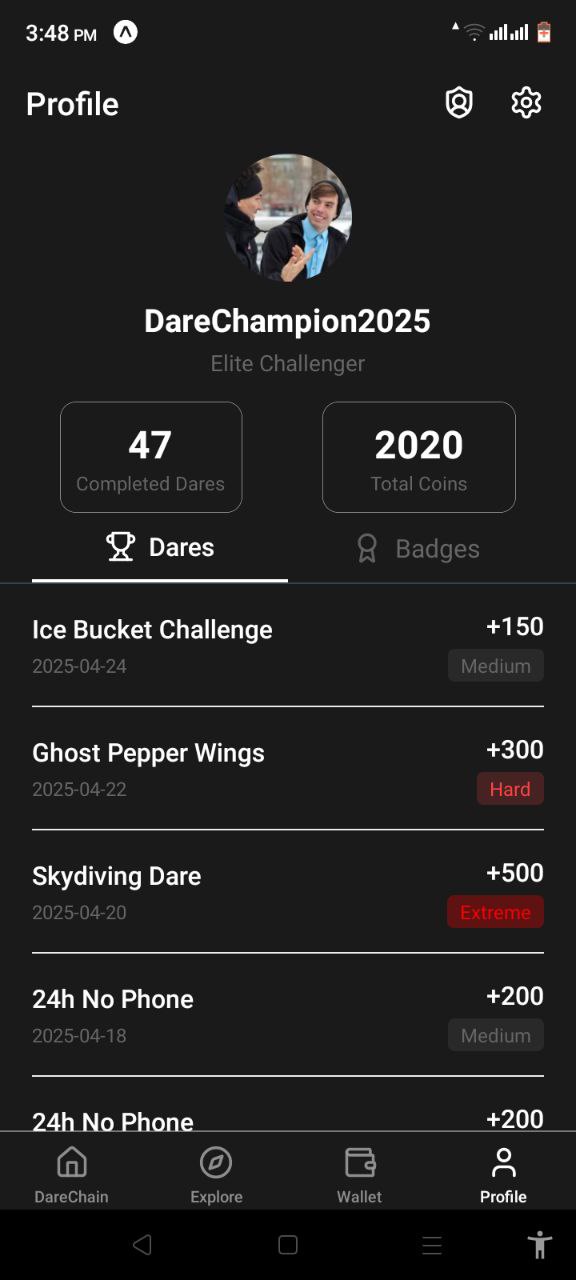 3:48 PM
Profile
DareChampion2025
Elite Challenger
47
Completed Dares
2020
Total Coins
Dares
Badges
Ice Bucket Challenge
+150
2025-04-24
Medium
Ghost Pepper Wings
+300
2025-04-22
Hard
Skydiving Dare
+500
2025-04-20
Extreme
24h No Phone
+200
2025-04-18
Medium
24h No Phone
+200
DareChain
Explore
Wallet
Profile